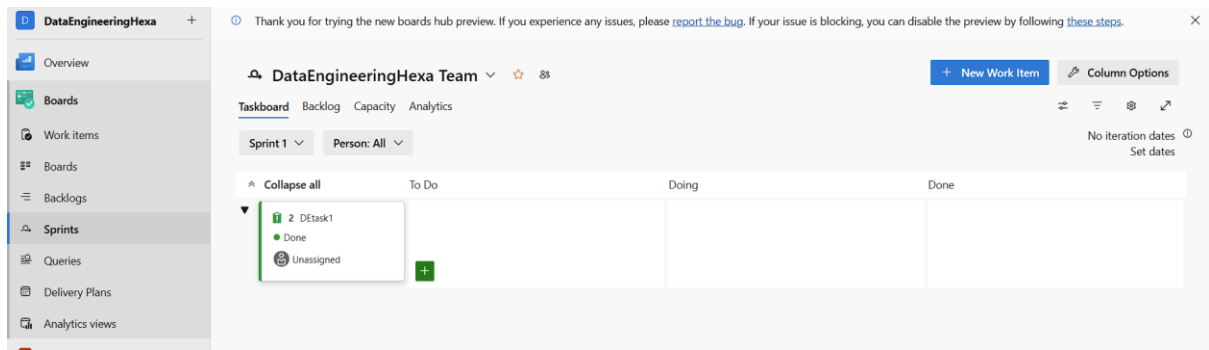 D DataEngineeringHexa +
Overview
Boards
Work items
Boards
Backlogs
Sprints
Queries
Delivery Plans
Analytics views
Thank you for trying the new boards hub preview. If you experience any issues, please report the bug. If your issue is blocking, you can disable the preview by following these steps.
DataEngineeringHexa Team
+ New Work Item
Column Options
Taskboard Backlog Capacity Analytics
Sprint 1
Person: All
No iteration dates
Set dates
Collapse all To Do Doing Done
2 DEtask1
Done
Unassigned
+